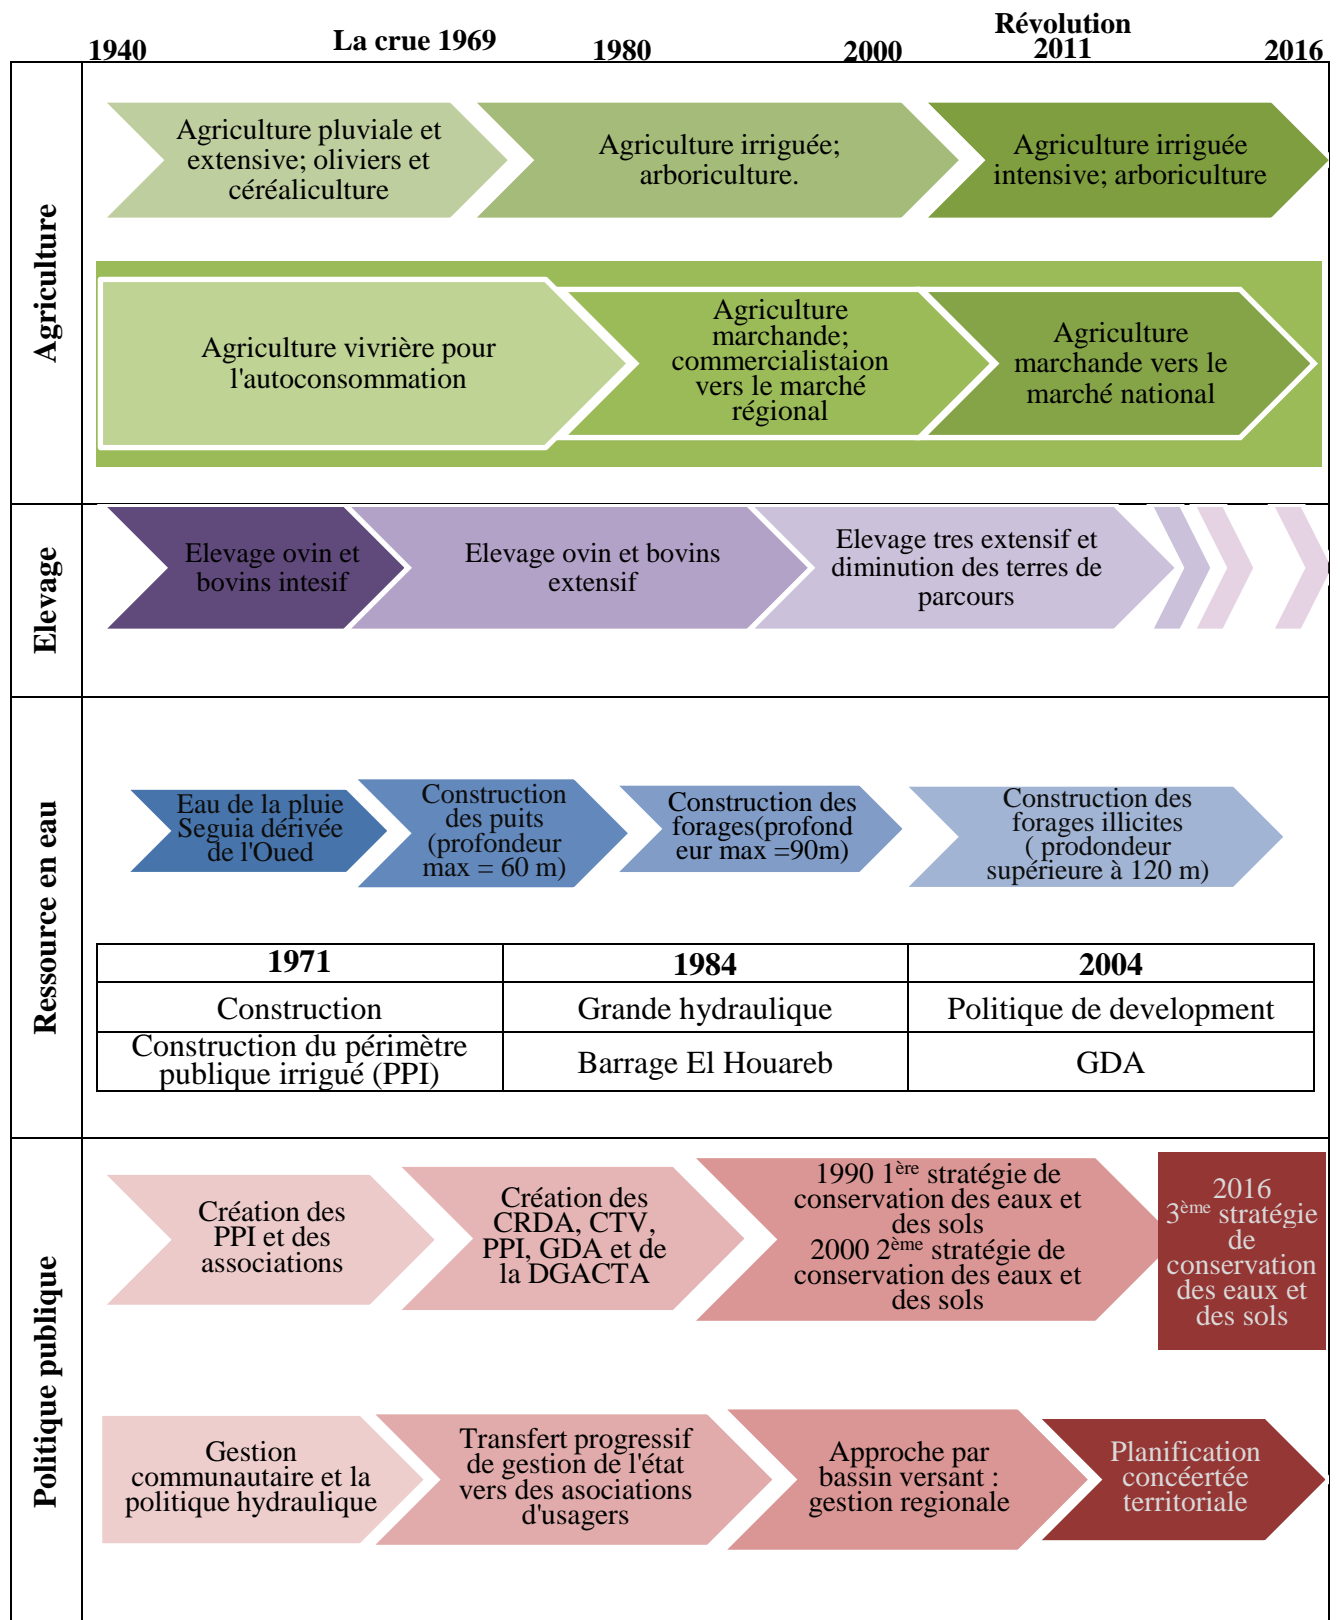 1940
La crue 1969
1980
2000
Révolution
2011
2016
Agriculture
Agriculture pluviale et
extensive; oliviers et
céréaliculture
Agriculture irriguée;
arboriculture.
Agriculture irriguée
intensive; arboriculture
Agriculture vivrière pour
l'autoconsommation
Agriculture
marchande;
commercialistaion
vers le marché
régional
Agriculture
marchande vers le
marché national
Elevage
Elevage ovin et
bovins intesif
Elevage ovin et bovins
extensif
Elevage tres extensif et
diminution des terres de
parcours
Ressource en eau
Eau de la pluie
Seguia dérivée
de l'Oued
Construction
des puits
(profondeur
max = 60 m)
Construction des
forages(profond
eur max =90m)
Construction des
forages illicites
( prodondeur
supérieure à 120 m)
1971
1984
2004
Construction
Grande hydraulique
Politique de development
Construction du périmètre
publique irrigué (PPI)
Barrage El Houareb
GDA
Politique publique
Création des
PPI et des
associations
Création des
CRDA, CTV,
PPI, GDA et de
la DGACTA
1990 1ère stratégie de
conservation des eaux et
des sols
2000 2ème stratégie de
conservation des eaux et
des sols
2016
3ème stratégie
de
conservation
des eaux et
des sols
Gestion
communautaire et la
politique hydraulique
Transfert progressif
de gestion de l'état
vers des asociations
d'usagers
Approche par
bassin versant :
gestion regionale
Planification
concéertée
territoriale